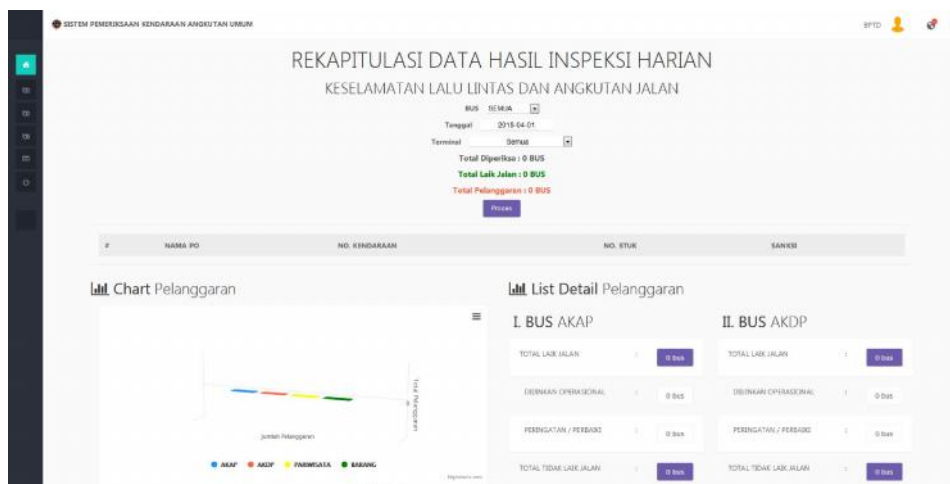 SISTEM PEMERIKSAAN KENDARAAN ANGKUTAN UMUM
BPTD
REKAPITULASI DATA HASIL INSPEKSI HARIAN
KESELAMATAN LALU LINTAS DAN ANGKUTAN JALAN
BUS SEMUA
Tanggal 2018-04-01
Terminal Semua
Total Diperiksa : 0 BUS
Total Laik Jalan : 0 BUS
Total Pelanggaran : 0 BUS
Proses
# NAMA PO NO. KENDARAAN NO. STUK SANKSI
Chart Pelanggaran
Total Pelanggaran
0
Jumlah Pelanggaran
AKAP AKDP PARIWISATA BARANG
Highcharts.com
List Detail Pelanggaran
I. BUS AKAP
TOTAL LAIK JALAN : 0 bus
DIIJINKAN OPERASIONAL : 0 bus
PERINGATAN / PERBAIKI : 0 bus
TOTAL TIDAK LAIK JALAN : 0 bus
II. BUS AKDP
TOTAL LAIK JALAN : 0 bus
DIIJINKAN OPERASIONAL : 0 bus
PERINGATAN / PERBAIKI : 0 bus
TOTAL TIDAK LAIK JALAN : 0 bus